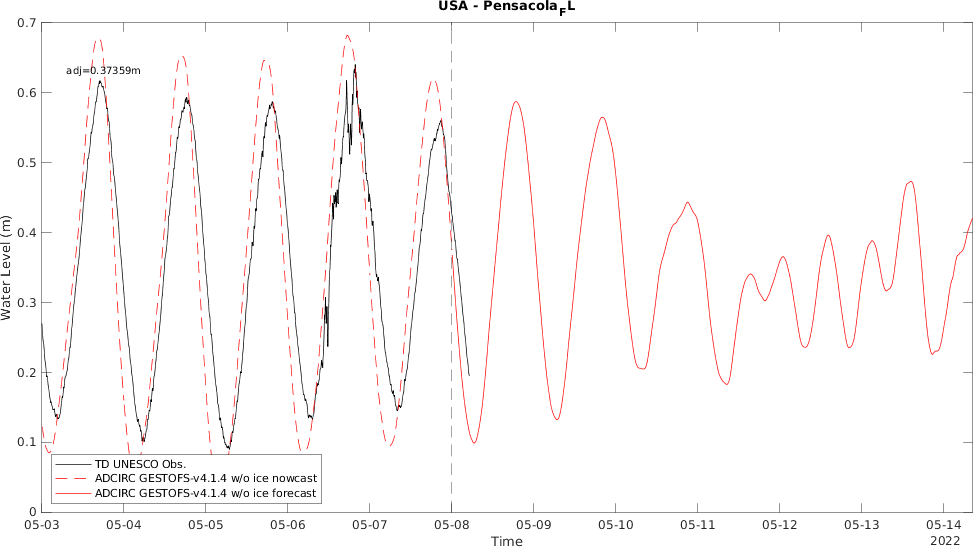 USA - Pensacola_FL
0.7
adj=0.37359m
0.6
0.5
0.4
0.3
0.2
0.1
0
Water Level (m)
TD UNESCO Obs.
ADCIRC GESTOFS-v4.1.4 w/o ice nowcast
ADCIRC GESTOFS-v4.1.4 w/o ice forecast
05-03 05-04 05-05 05-06 05-07 05-08 05-09 05-10 05-11 05-12 05-13 05-14
Time
2022